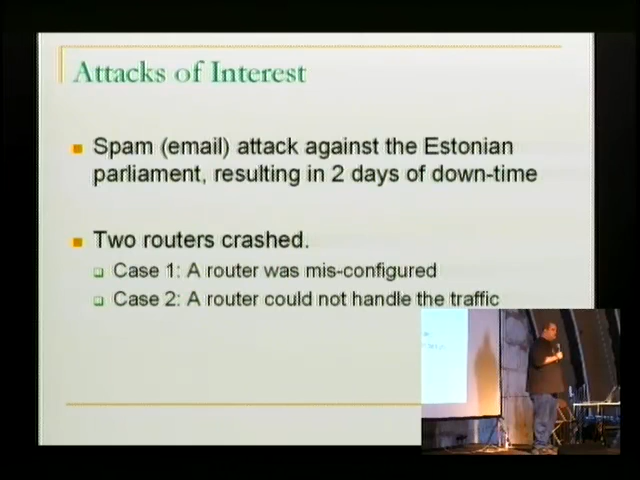 Attacks of Interest
Spam (email) attack against the Estonian
parliament, resulting in 2 days of down-time
Two routers crashed.
Case 1: A router was mis-configured
Case 2: A router could not handle the traffic